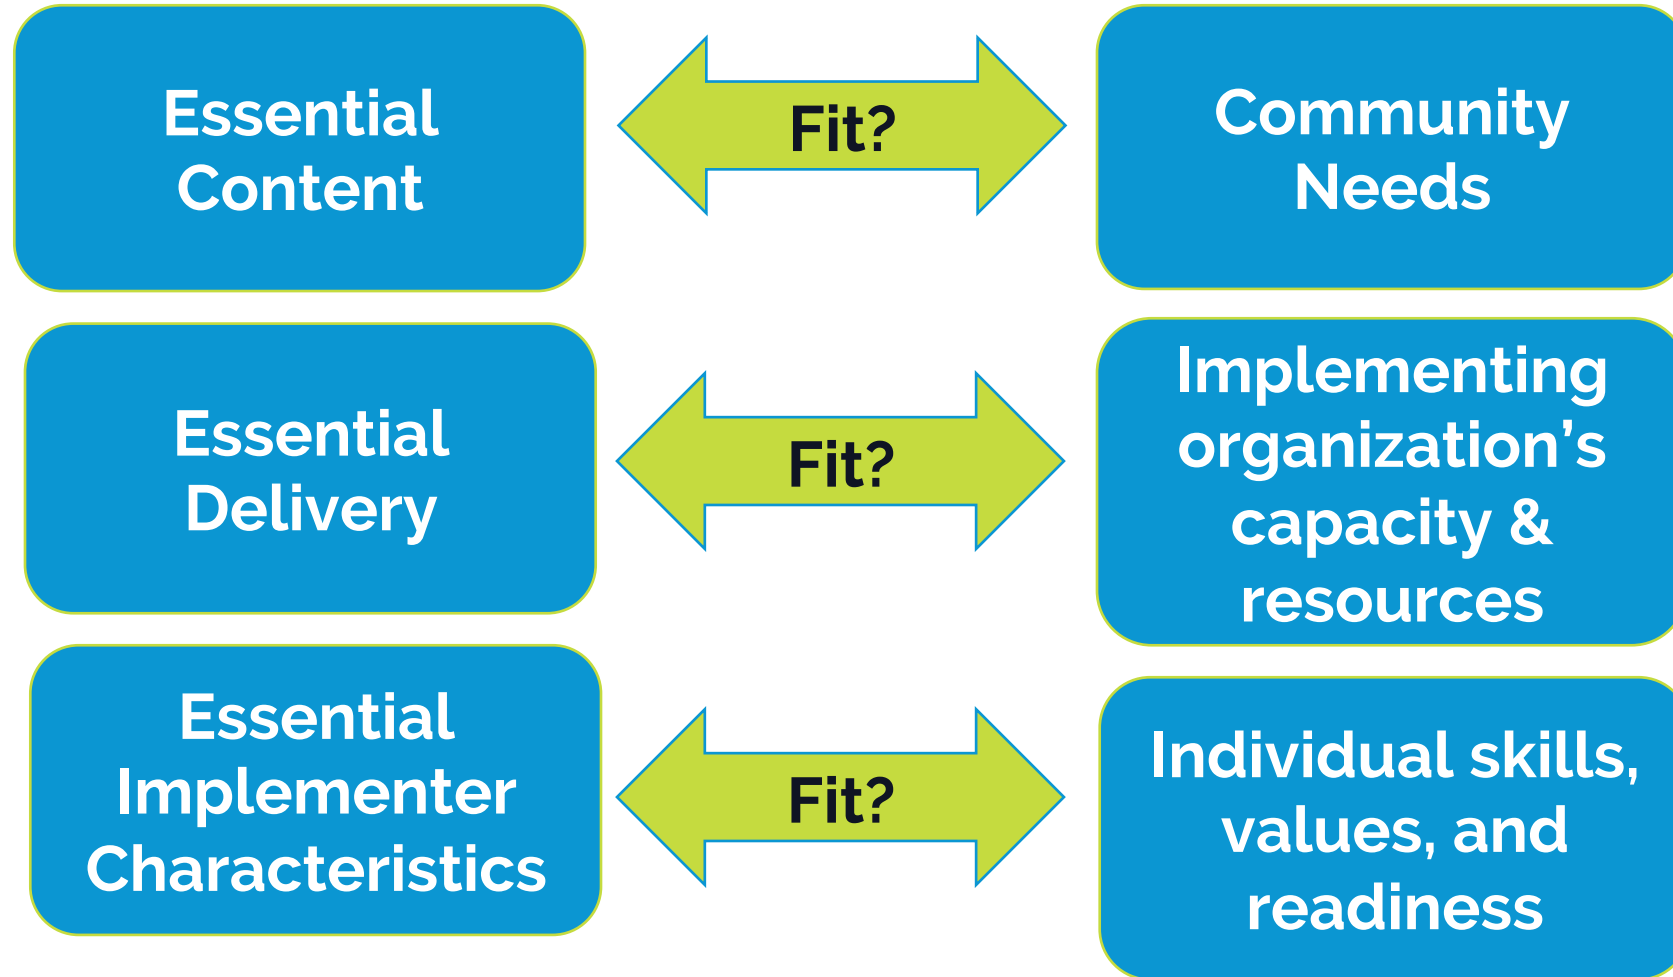 Essential
Content
Fit?
Community
Needs
Essential
Delivery
Fit?
Implementing
organization’s
capacity &
resources
Essential
Implementer
Characteristics
Fit?
Individual skills,
values, and
readiness